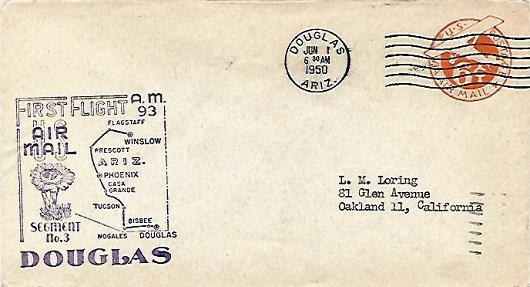 DOUGLAS
JUN 1
6 30 AM
1950
ARIZ.
U.S.
AIR MAIL
FIRST FLIGHT A.M.
93
US
AIR
MAIL
FLAGSTAFF
WINSLOW
PRESCOTT
ARIZ.
PHOENIX
CASA
GRANDE
TUCSON
BISBEE
NOGALES DOUGLAS
SEGMENT
No.3
DOUGLAS
L. M. Loring
81 Glen Avenue
Oakland 11, California